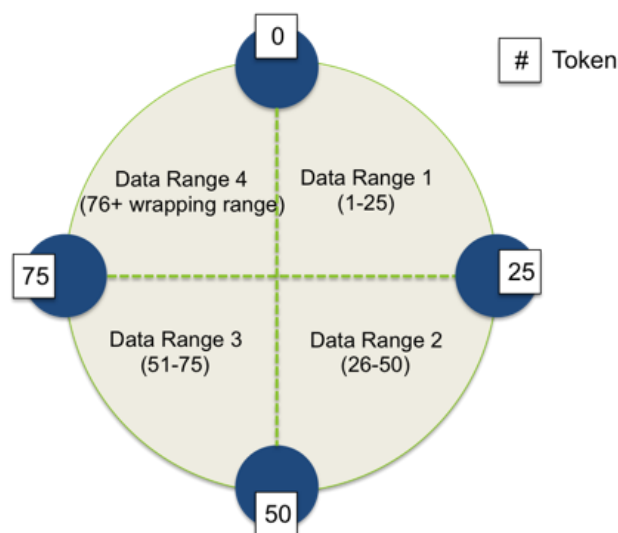 0
# Token
Data Range 4
(76+ wrapping range)
Data Range 1
(1-25)
75
25
Data Range 3
(51-75)
Data Range 2
(26-50)
50